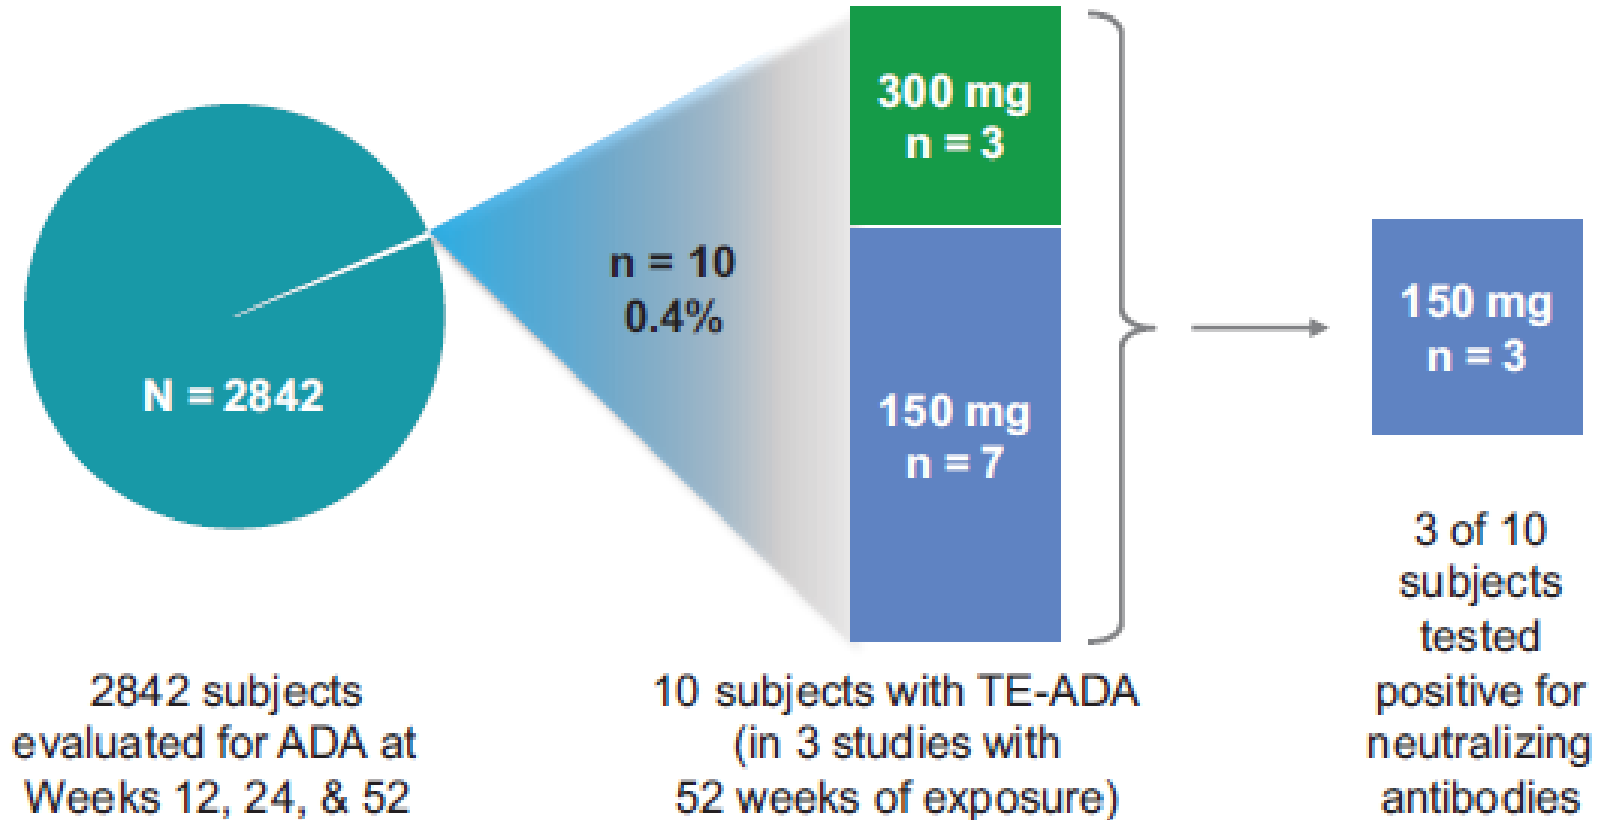 N = 2842
2842 subjects
evaluated for ADA at
Weeks 12, 24, & 52
n = 10
0.4%
300 mg
n = 3
150 mg
n = 7
10 subjects with TE-ADA
(in 3 studies with
52 weeks of exposure)
150 mg
n = 3
3 of 10
subjects
tested
positive for
neutralizing
antibodies